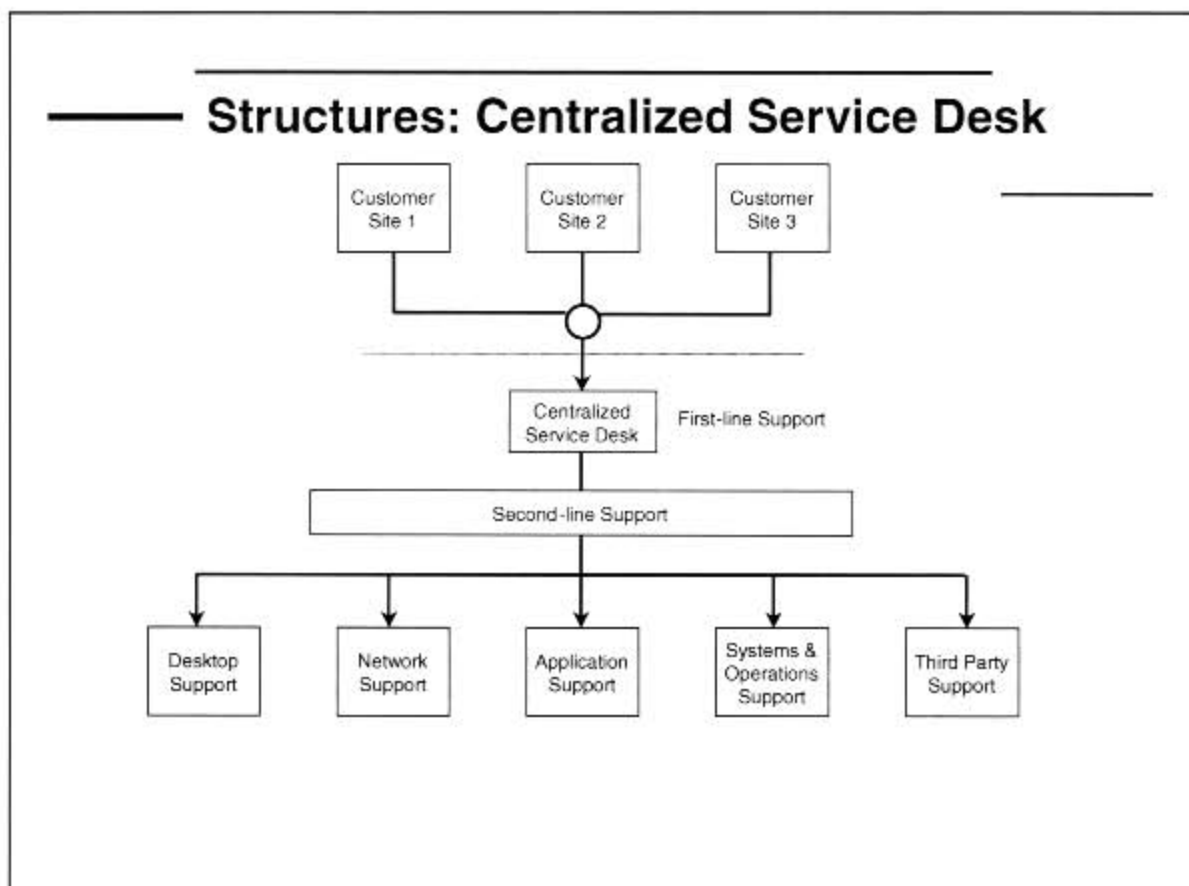 Structures: Centralized Service Desk
Customer
Site 1
Customer
Site 2
Customer
Site 3
Centralized
Service Desk
First-line Support
Second-line Support
Desktop
Support
Network
Support
Application
Support
Systems &
Operations
Support
Third Party
Support